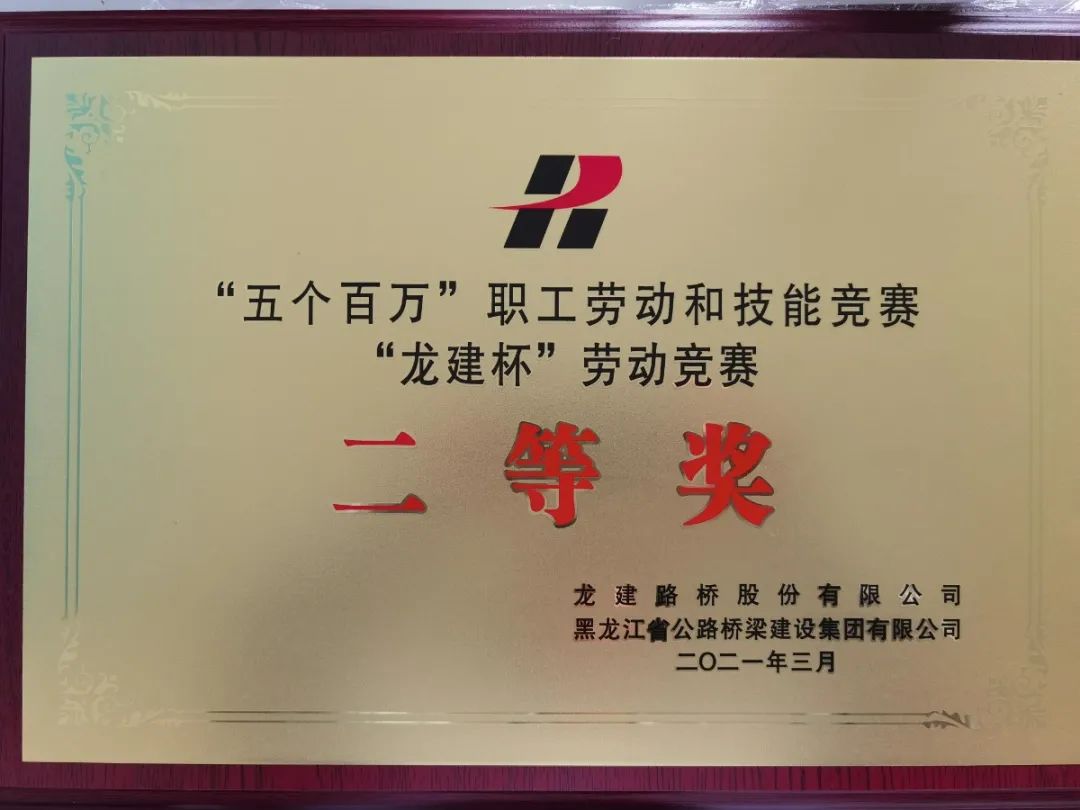 “五个百万”职工劳动和技能竞赛
“龙建杯”劳动竞赛
二等奖
龙建路桥股份有限公司
黑龙江省公路桥梁建设集团有限公司
二〇二一年三月